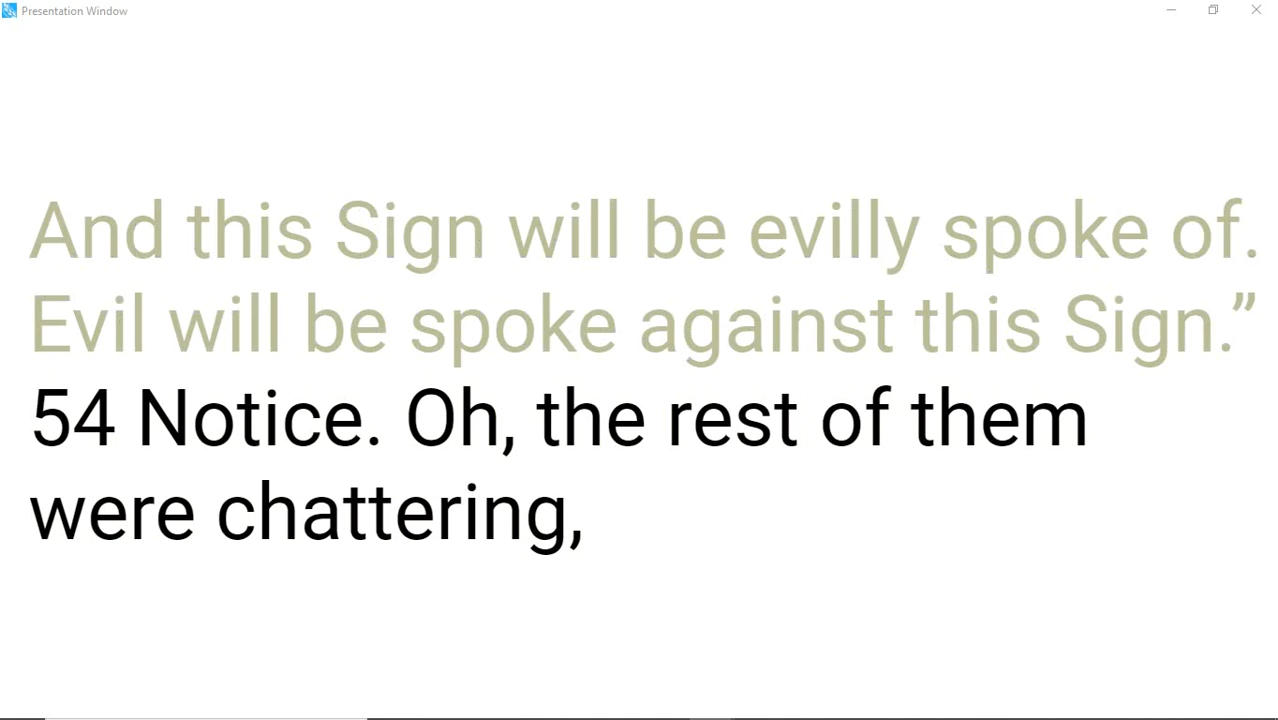 Presentation Window
And this Sign will be evilly spoke of.
Evil will be spoke against this Sign.”
54 Notice. Oh, the rest of them
were chattering,